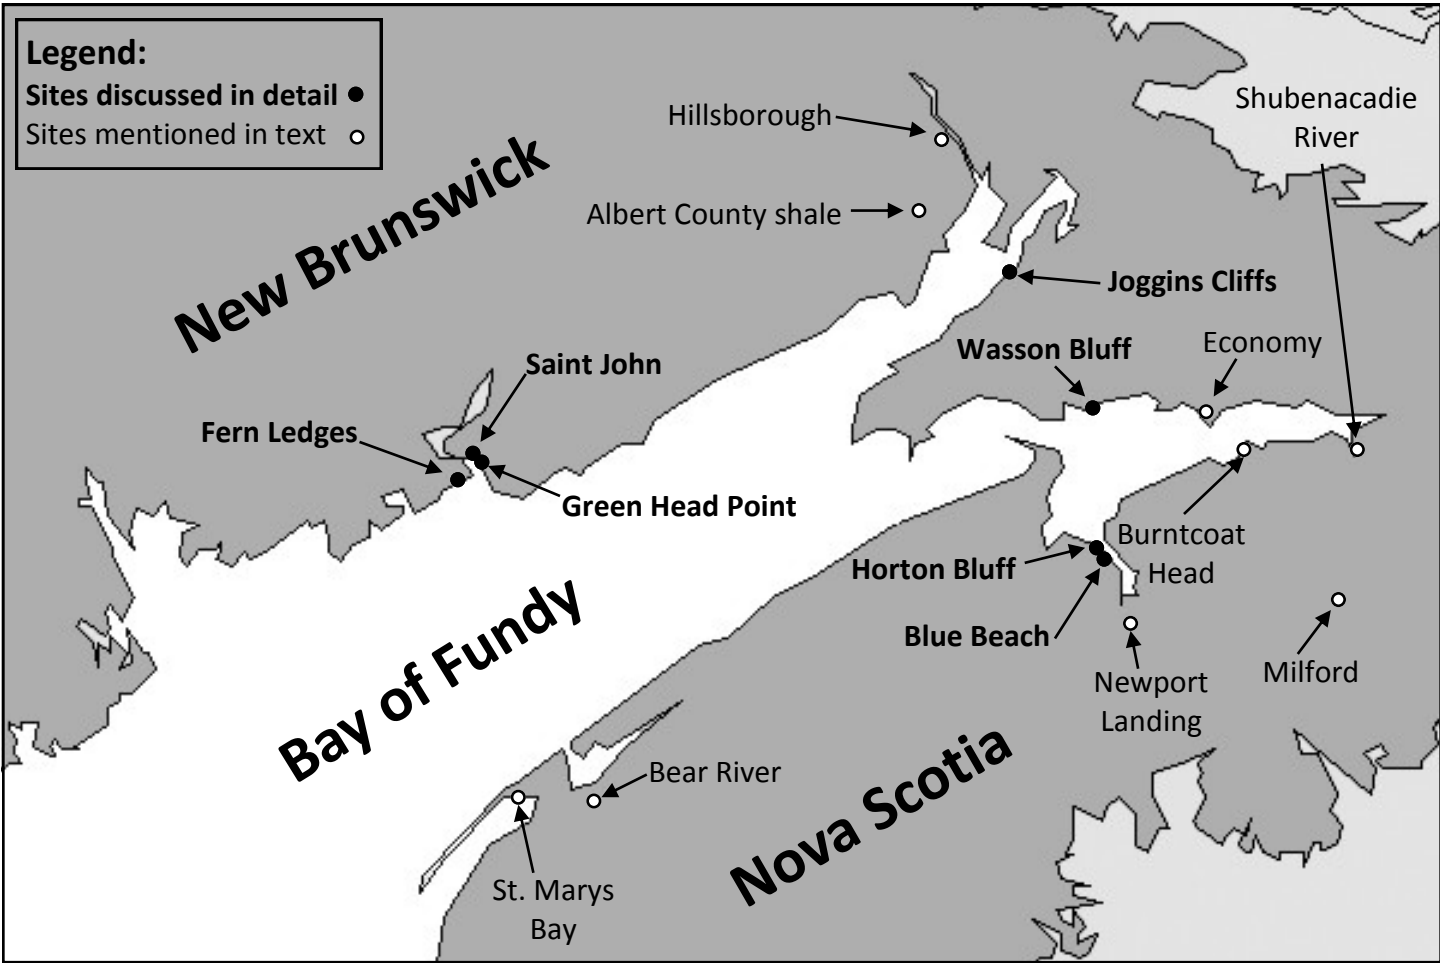 Legend:
Sites discussed in detail
Sites mentioned in text
Shubenacadie
River
Hillsborough
Albert County shale
New Brunswick
Joggins Cliffs
Wasson Bluff
Economy
Saint John
Fern Ledges
Green Head Point
Burntcoat
Head
Horton Bluff
Blue Beach
Bay of Fundy
Newport
Landing
Milford
Bear River
Nova Scotia
St. Marys
Bay